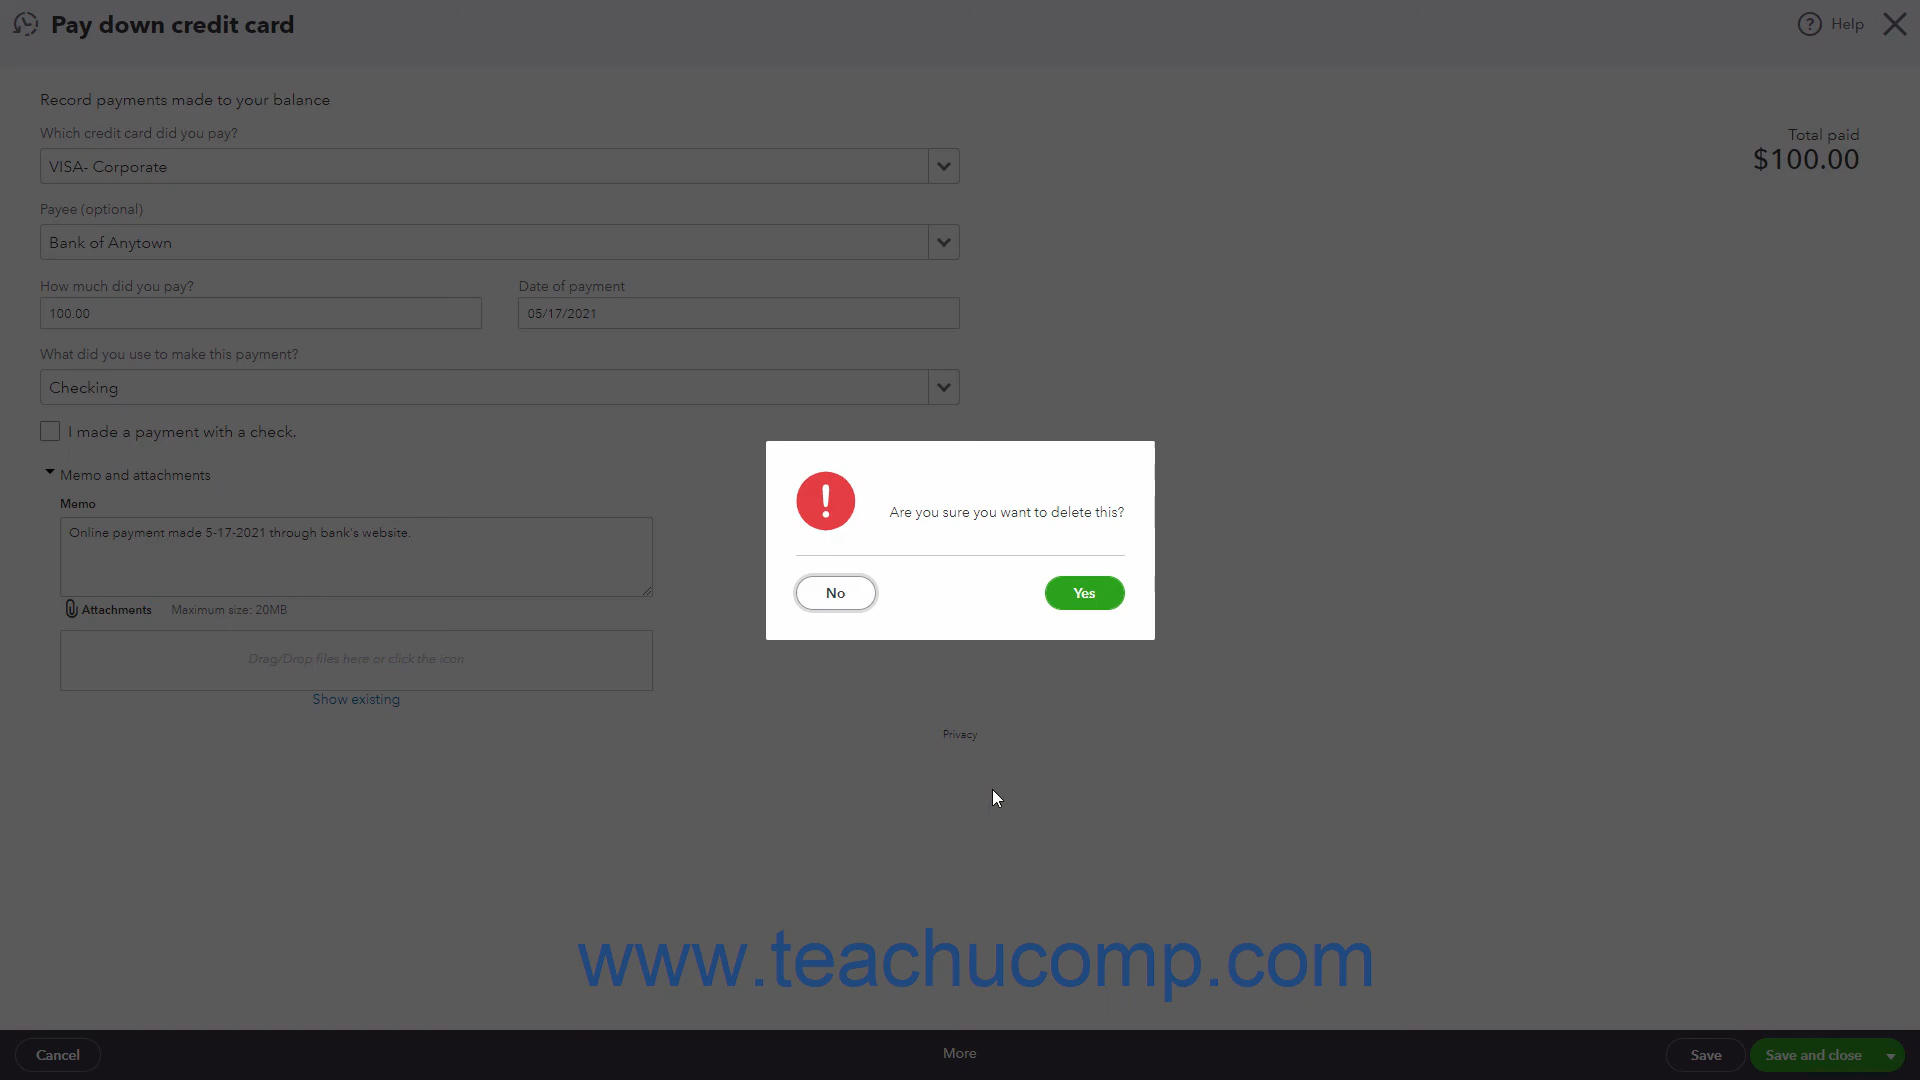 Pay down credit card
Help
Record payments made to your balance
Which credit card did you pay?
Total paid
VISA- Corporate
$100.00
Payee (optional)
Bank of Anytown
How much did you pay?
Date of payment
100.00
05/17/2021
What did you use to make this payment?
Checking
I made a payment with a check.
Memo and attachments
Memo
Online payment made 5-17-2021 through bank's website.
Attachments Maximum size: 20MB
Drag/Drop files here or click the icon
Show existing
Are you sure you want to delete this?
No
Yes
Privacy
www.teachucomp.com
Cancel
More
Save
Save and close